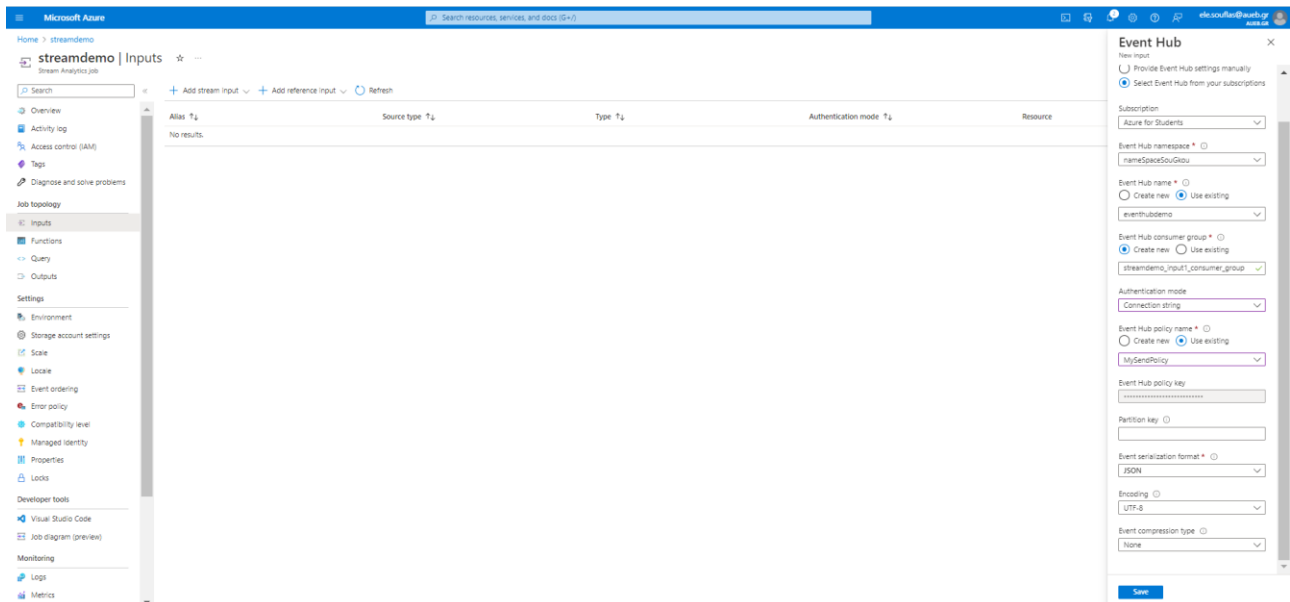 Microsoft Azure
Search resources, services, and docs (G+/)
ele.souflas@aueb.gr
AUEB.GR
Home > streamdemo
streamdemo | Inputs
Stream Analytics job
Search
Overview
Activity log
Access control (IAM)
Tags
Diagnose and solve problems
Job topology
Inputs
Functions
Query
Outputs
Settings
Environment
Storage account settings
Scale
Locale
Event ordering
Error policy
Compatibility level
Managed Identity
Properties
Locks
Developer tools
Visual Studio Code
Job diagram (preview)
Monitoring
Logs
Metrics
+ Add stream input + Add reference input Refresh
Alias ↑↓ Source type ↑↓ Type ↑↓ Authentication mode ↑↓ Resource
No results.
Event Hub
New input
Provide Event Hub settings manually
Select Event Hub from your subscriptions
Subscription
Azure for Students
Event Hub namespace *
nameSpaceSouGkou
Event Hub name *
Create new Use existing
eventhubdemo
Event Hub consumer group *
Create new Use existing
streamdemo_input1_consumer_group
Authentication mode
Connection string
Event Hub policy name *
Create new Use existing
MySendPolicy
Event Hub policy key
Partition key
Event serialization format *
JSON
Encoding
UTF-8
Event compression type
None
Save